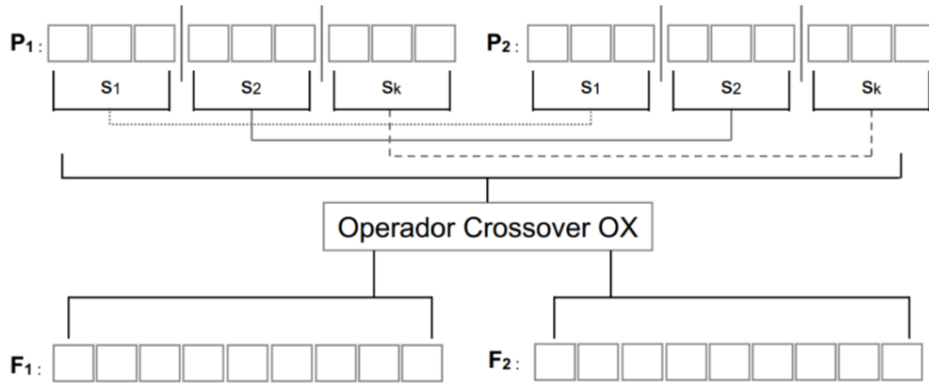 P1: P2:
S1 S2 Sk S1 S2 Sk
Operador Crossover OX
F1: F2: